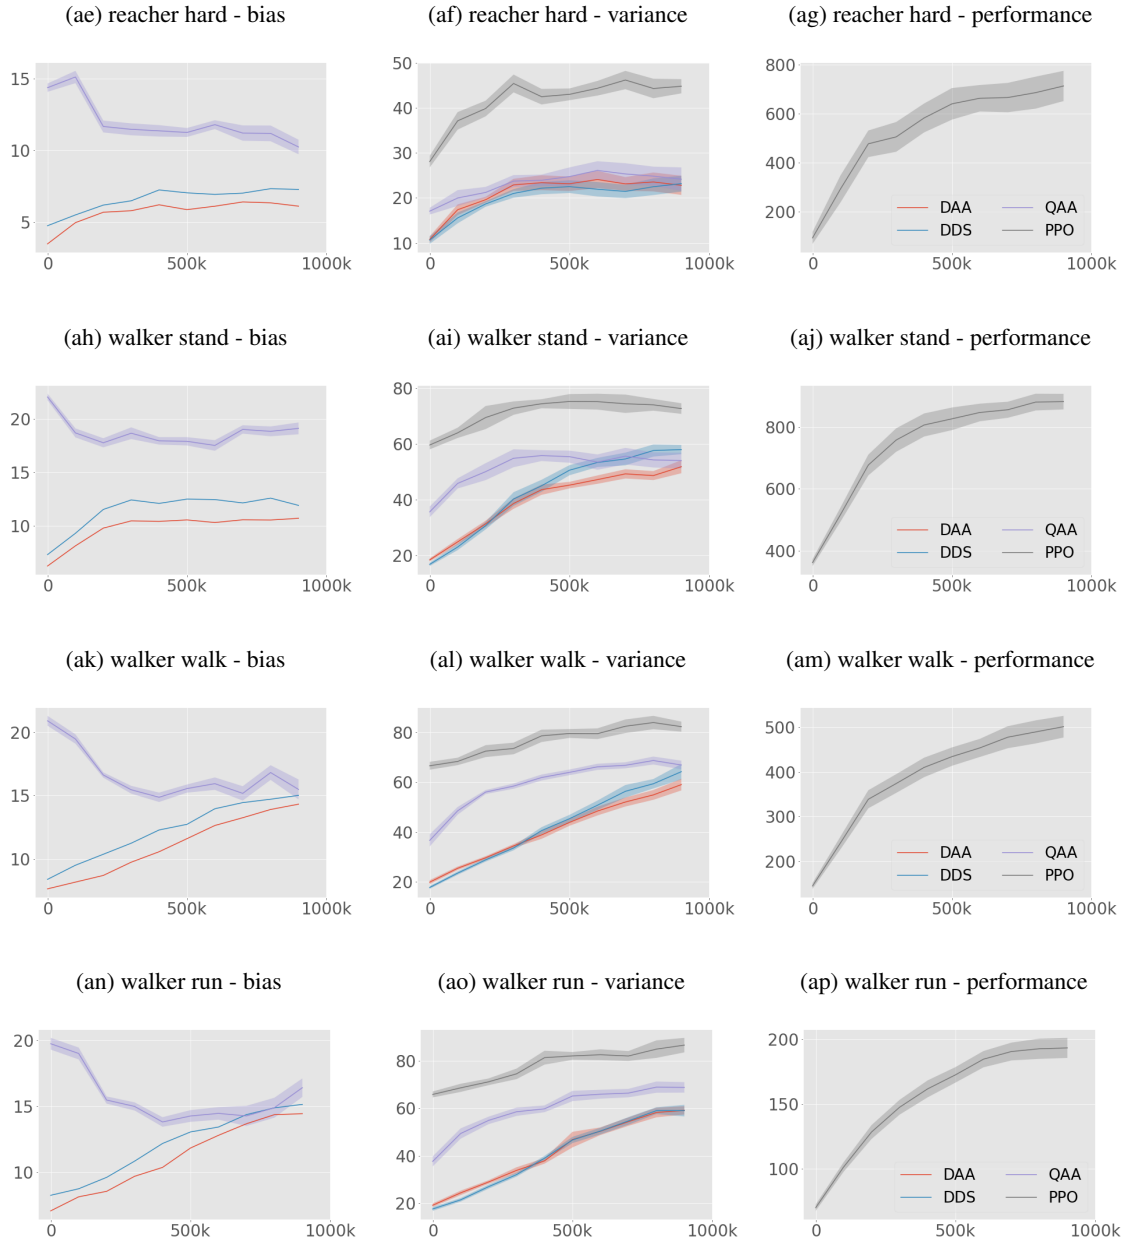 (ae) reacher hard - bias
(af) reacher hard - variance
(ag) reacher hard - performance
15
10
5
0
500k
1000k
50
40
30
20
10
0
500k
1000k
800
600
400
200
0
500k
1000k
DAA
QAA
DDS
PPO
(ah) walker stand - bias
(ai) walker stand - variance
(aj) walker stand - performance
20
15
10
0
500k
1000k
80
60
40
20
0
500k
1000k
800
600
400
0
500k
1000k
DAA
QAA
DDS
PPO
(ak) walker walk - bias
(al) walker walk - variance
(am) walker walk - performance
20
15
10
0
500k
1000k
80
60
40
20
0
500k
1000k
500
400
300
200
0
500k
1000k
DAA
QAA
DDS
PPO
(an) walker run - bias
(ao) walker run - variance
(ap) walker run - performance
20
15
10
0
500k
1000k
80
60
40
20
0
500k
1000k
200
150
100
0
500k
1000k
DAA
QAA
DDS
PPO